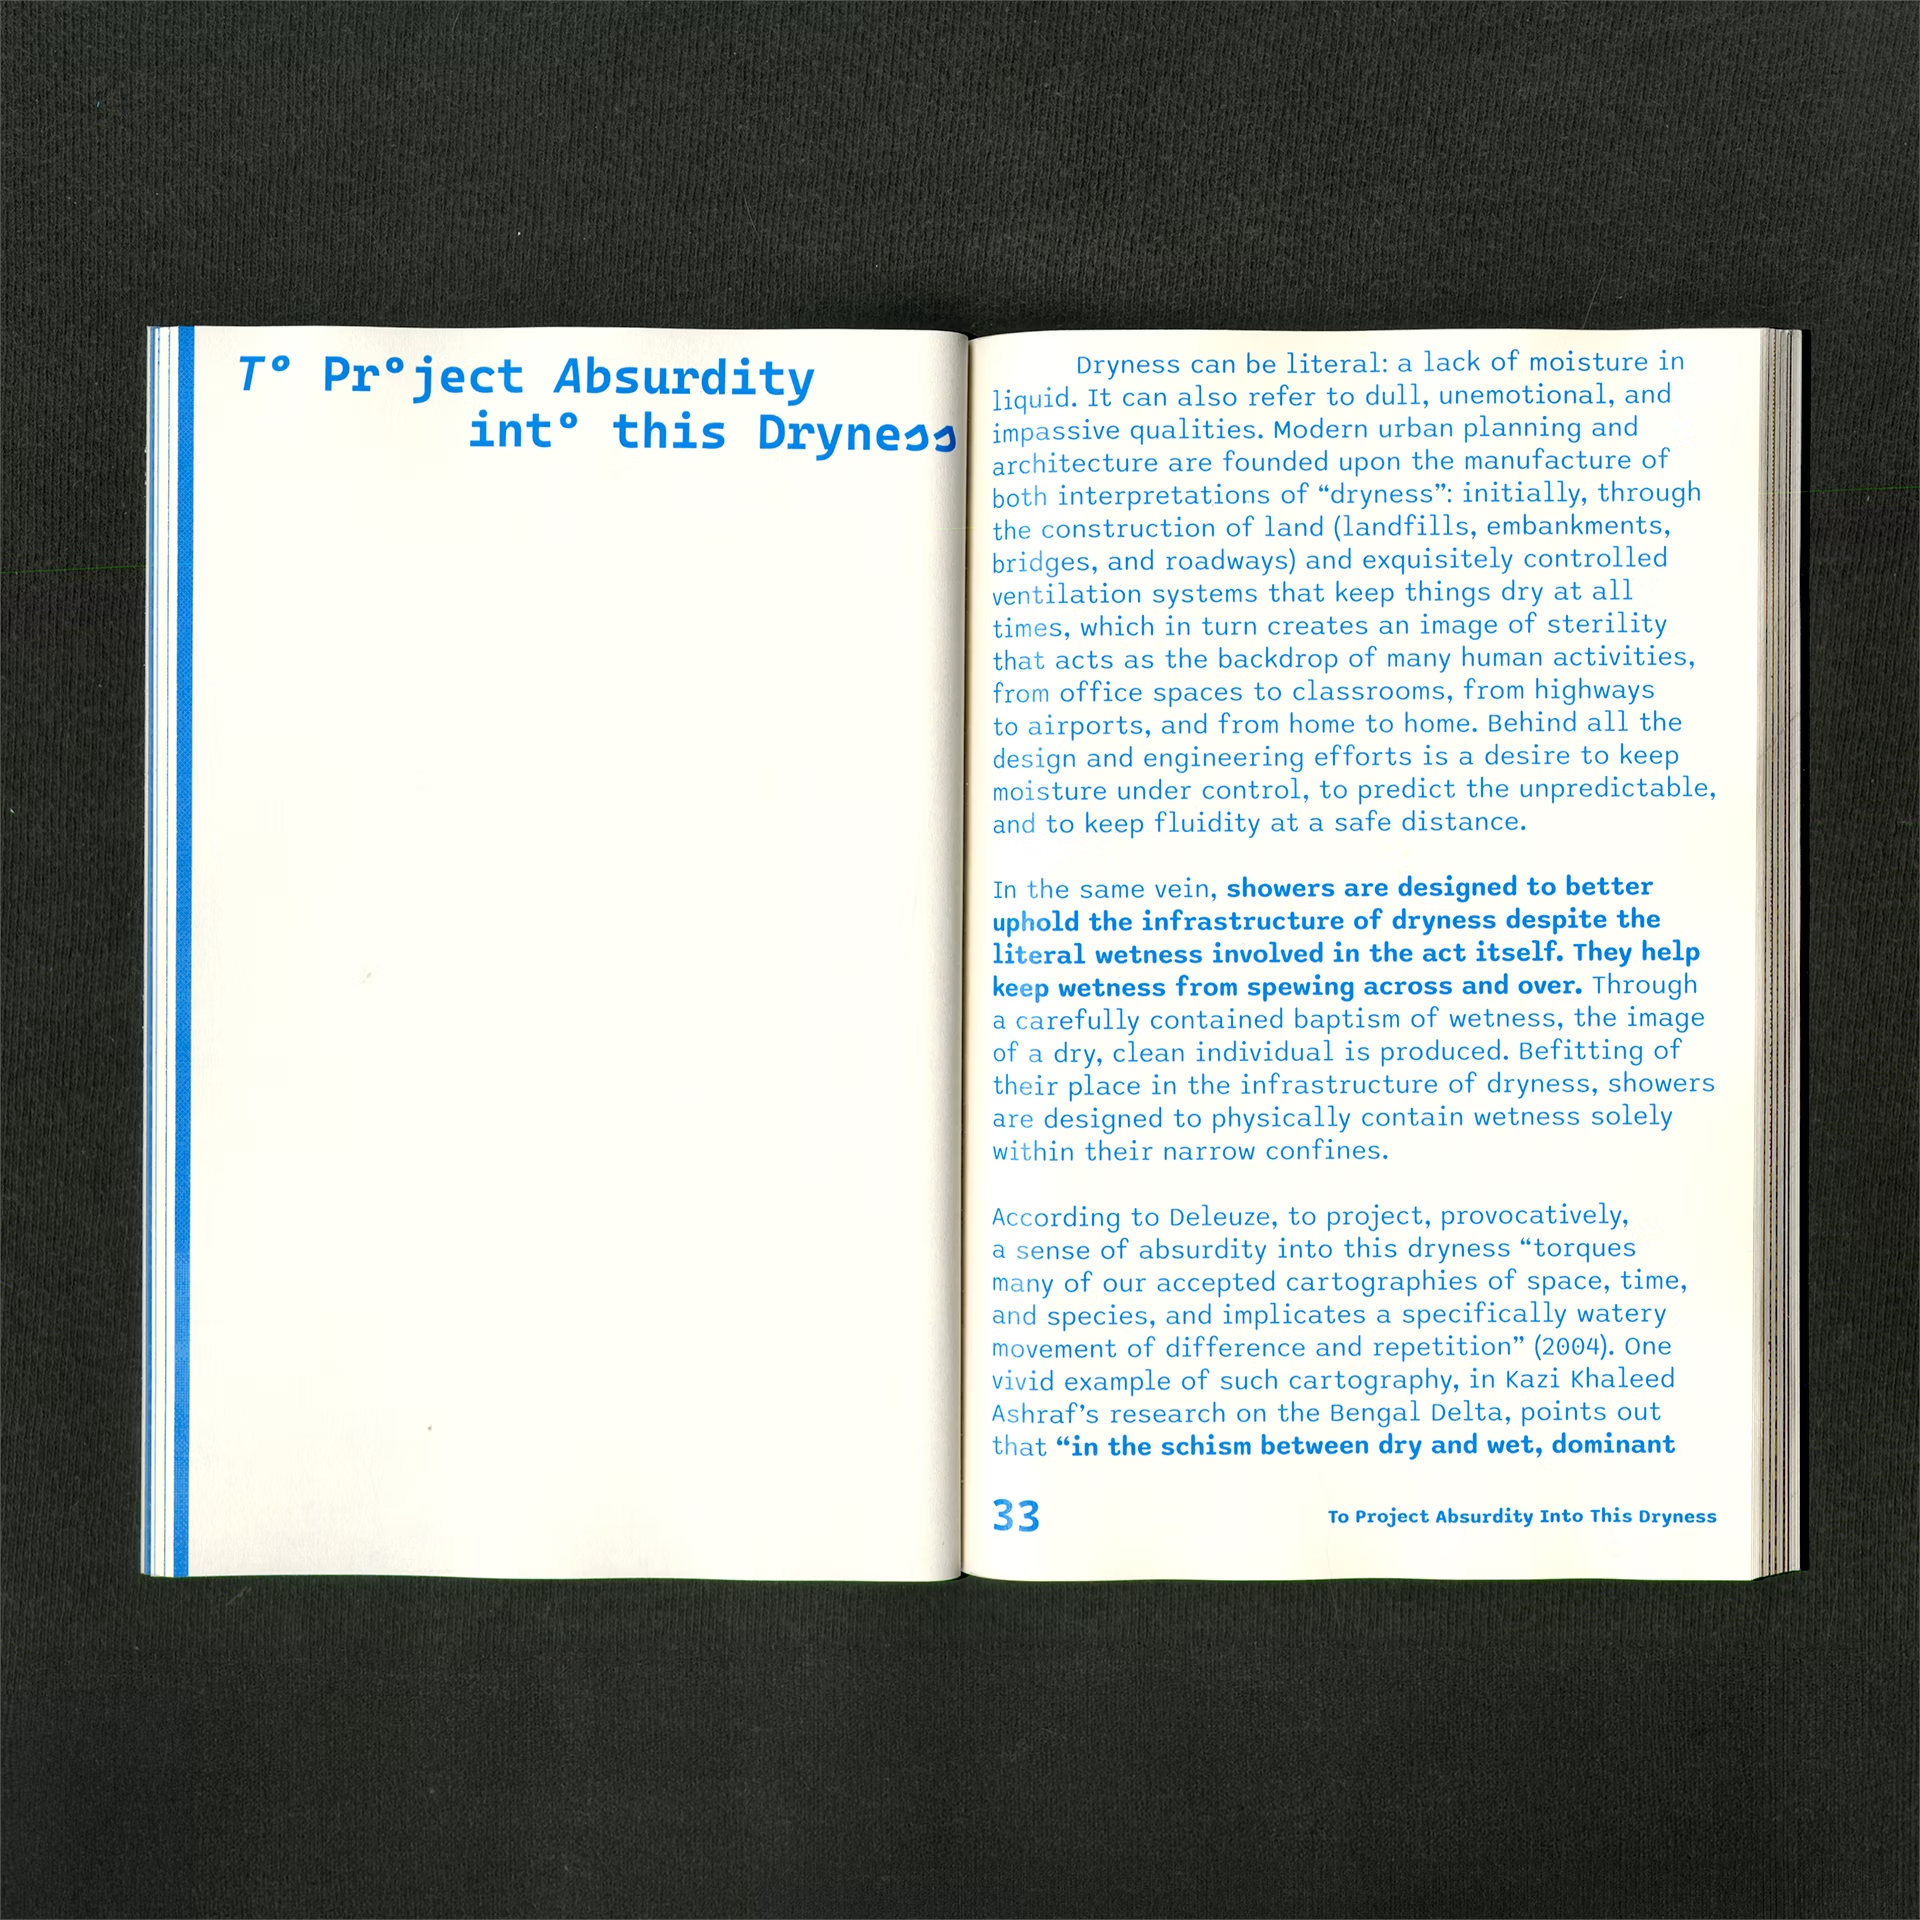 T° Pr°ject Absurdity
int° this Dryness
Dryness can be literal: a lack of moisture in
liquid. It can also refer to dull, unemotional, and
impassive qualities. Modern urban planning and
architecture are founded upon the manufacture of
both interpretations of “dryness”: initially, through
the construction of land (landfills, embankments,
bridges, and roadways) and exquisitely controlled
ventilation systems that keep things dry at all
times, which in turn creates an image of sterility
that acts as the backdrop of many human activities,
from office spaces to classrooms, from highways
to airports, and from home to home. Behind all the
design and engineering efforts is a desire to keep
moisture under control, to predict the unpredictable,
and to keep fluidity at a safe distance.
In the same vein, showers are designed to better
uphold the infrastructure of dryness despite the
literal wetness involved in the act itself. They help
keep wetness from spewing across and over. Through
a carefully contained baptism of wetness, the image
of a dry, clean individual is produced. Befitting of
their place in the infrastructure of dryness, showers
are designed to physically contain wetness solely
within their narrow confines.
According to Deleuze, to project, provocatively,
a sense of absurdity into this dryness “torques
many of our accepted cartographies of space, time,
and species, and implicates a specifically watery
movement of difference and repetition” (2004). One
vivid example of such cartography, in Kazi Khaleed
Ashraf’s research on the Bengal Delta, points out
that “in the schism between dry and wet, dominant
33
To Project Absurdity Into This Dryness